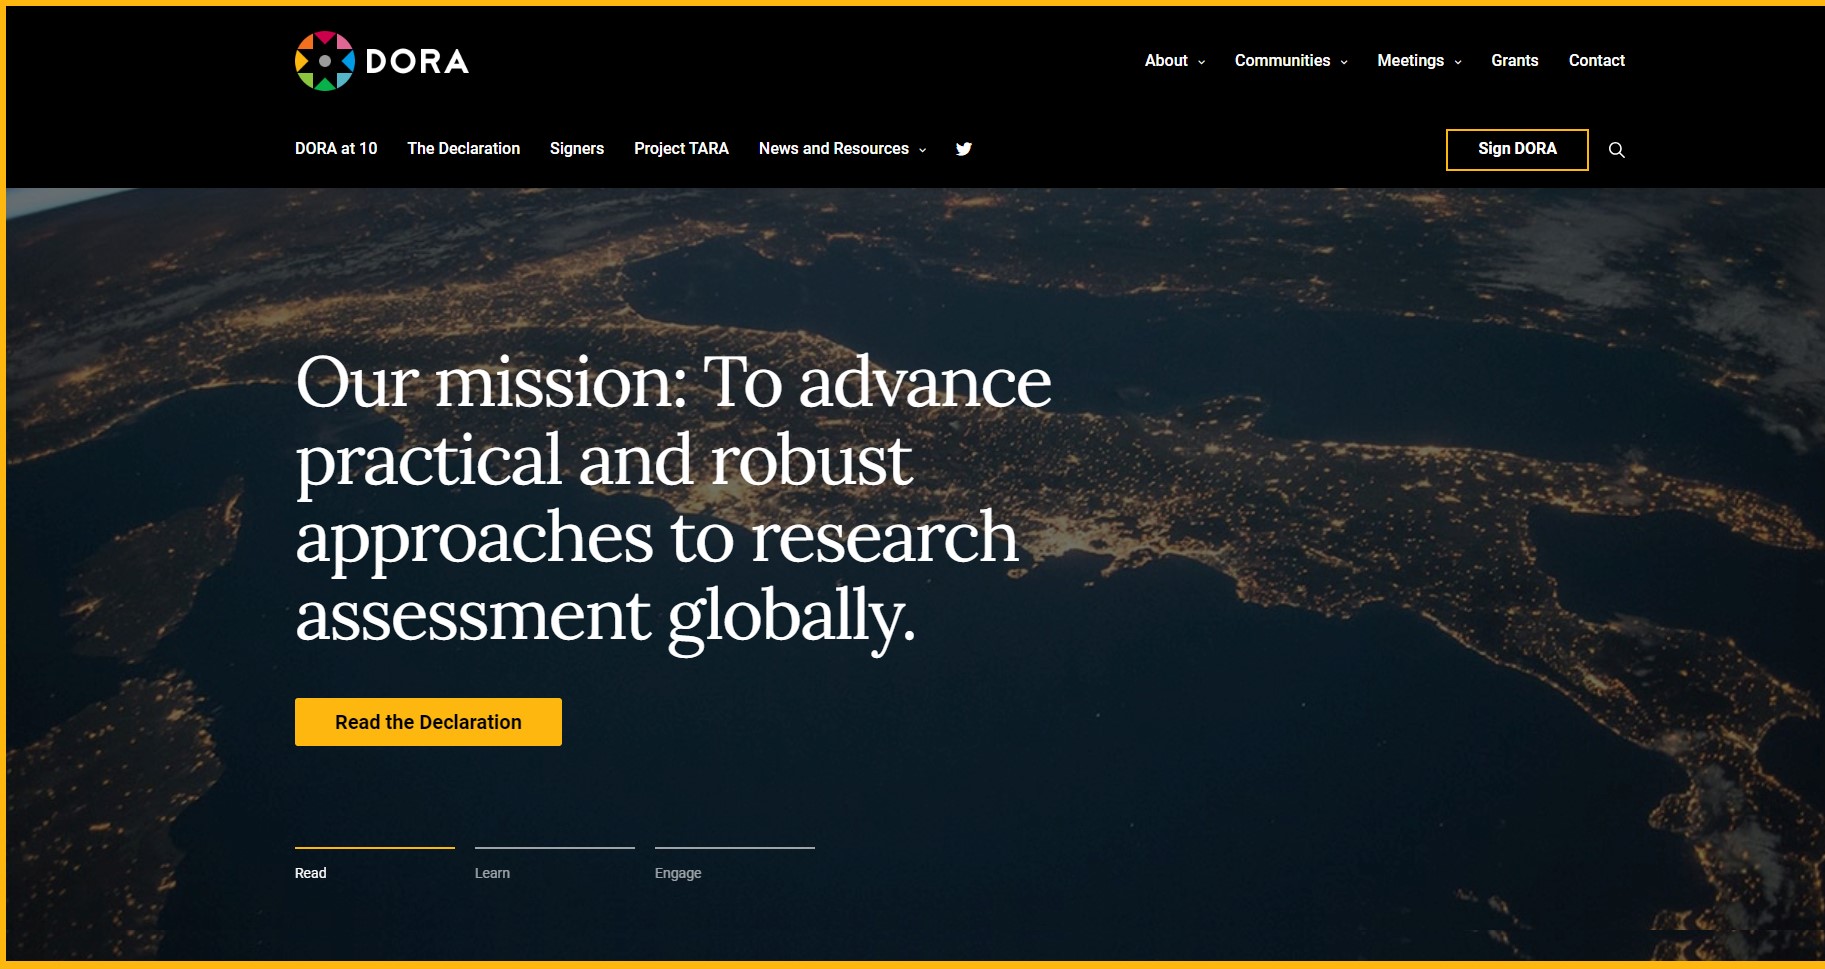 DORA
About
Communities
Meetings
Grants
Contact
DORA at 10
The Declaration
Signers
Project TARA
News and Resources
Sign DORA
Our mission: To advance
practical and robust
approaches to research
assessment globally.
Read the Declaration
Read
Learn
Engage